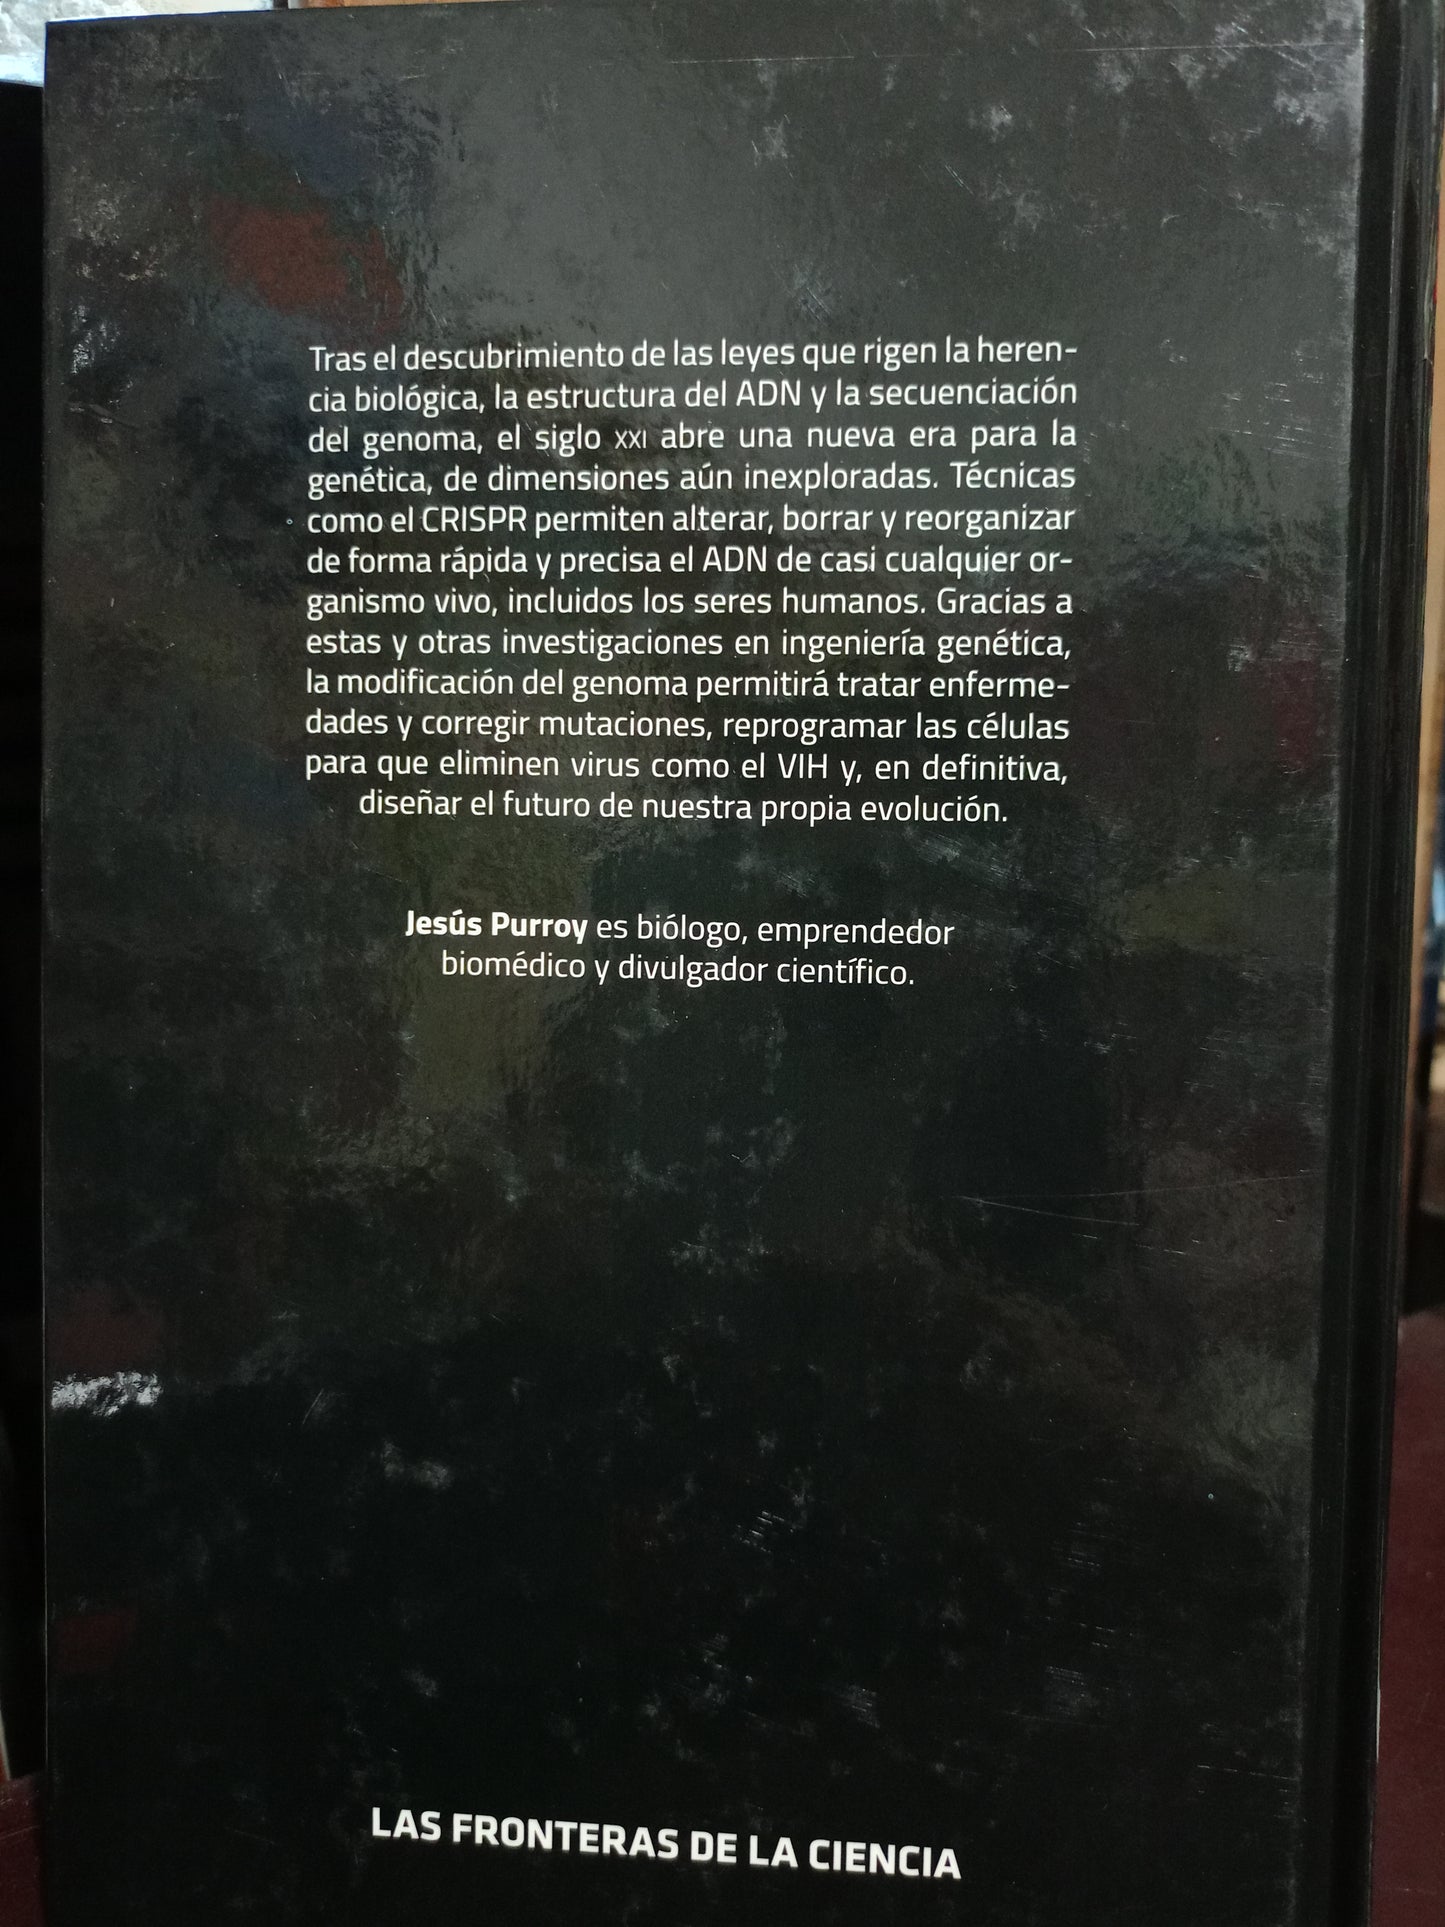 Tras el descubrimiento de las leyes que rigen la heren-
cia biológica, la estructura del ADN y la secuenciación
del genoma, el siglo XXI abre una nueva era para la
genética, de dimensiones aún inexploradas. Técnicas
como el CRISPR permiten alterar, borrar y reorganizar
de forma rápida y precisa el ADN de casi cualquier or-
ganismo vivo, incluidos los seres humanos. Gracias a
estas y otras investigaciones en ingeniería genética,
la modificación del genoma permitirá tratar enferme-
dades y corregir mutaciones, reprogramar las células
para que eliminen virus como el VIH y, en definitiva,
diseñar el futuro de nuestra propia evolución.
Jesús Purroy es biólogo, emprendedor
biomédico y divulgador científico.
LAS FRONTERAS DE LA CIENCIA